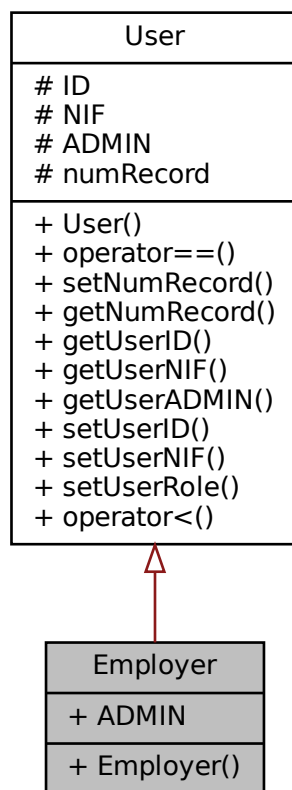 User
# ID
# NIF
# ADMIN
# numRecord
+ User()
+ operator==()
+ setNumRecord()
+ getNumRecord()
+ getUserID()
+ getUserNIF()
+ getUserADMIN()
+ setUserID()
+ setUserNIF()
+ setUserRole()
+ operator<()
Employer
+ ADMIN
+ Employer()